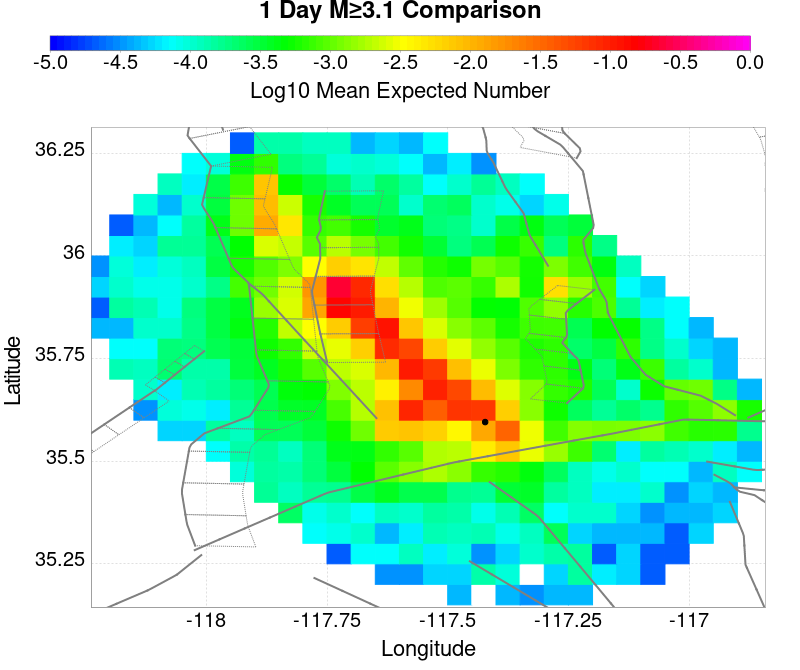 1 Day M≥3.1 Comparison
-5.0 -4.5 -4.0 -3.5 -3.0 -2.5 -2.0 -1.5 -1.0 -0.5 0.0
Log10 Mean Expected Number
36.25
36
35.75
35.5
35.25
Latitude
-118 -117.75 -117.5 -117.25 -117
Longitude